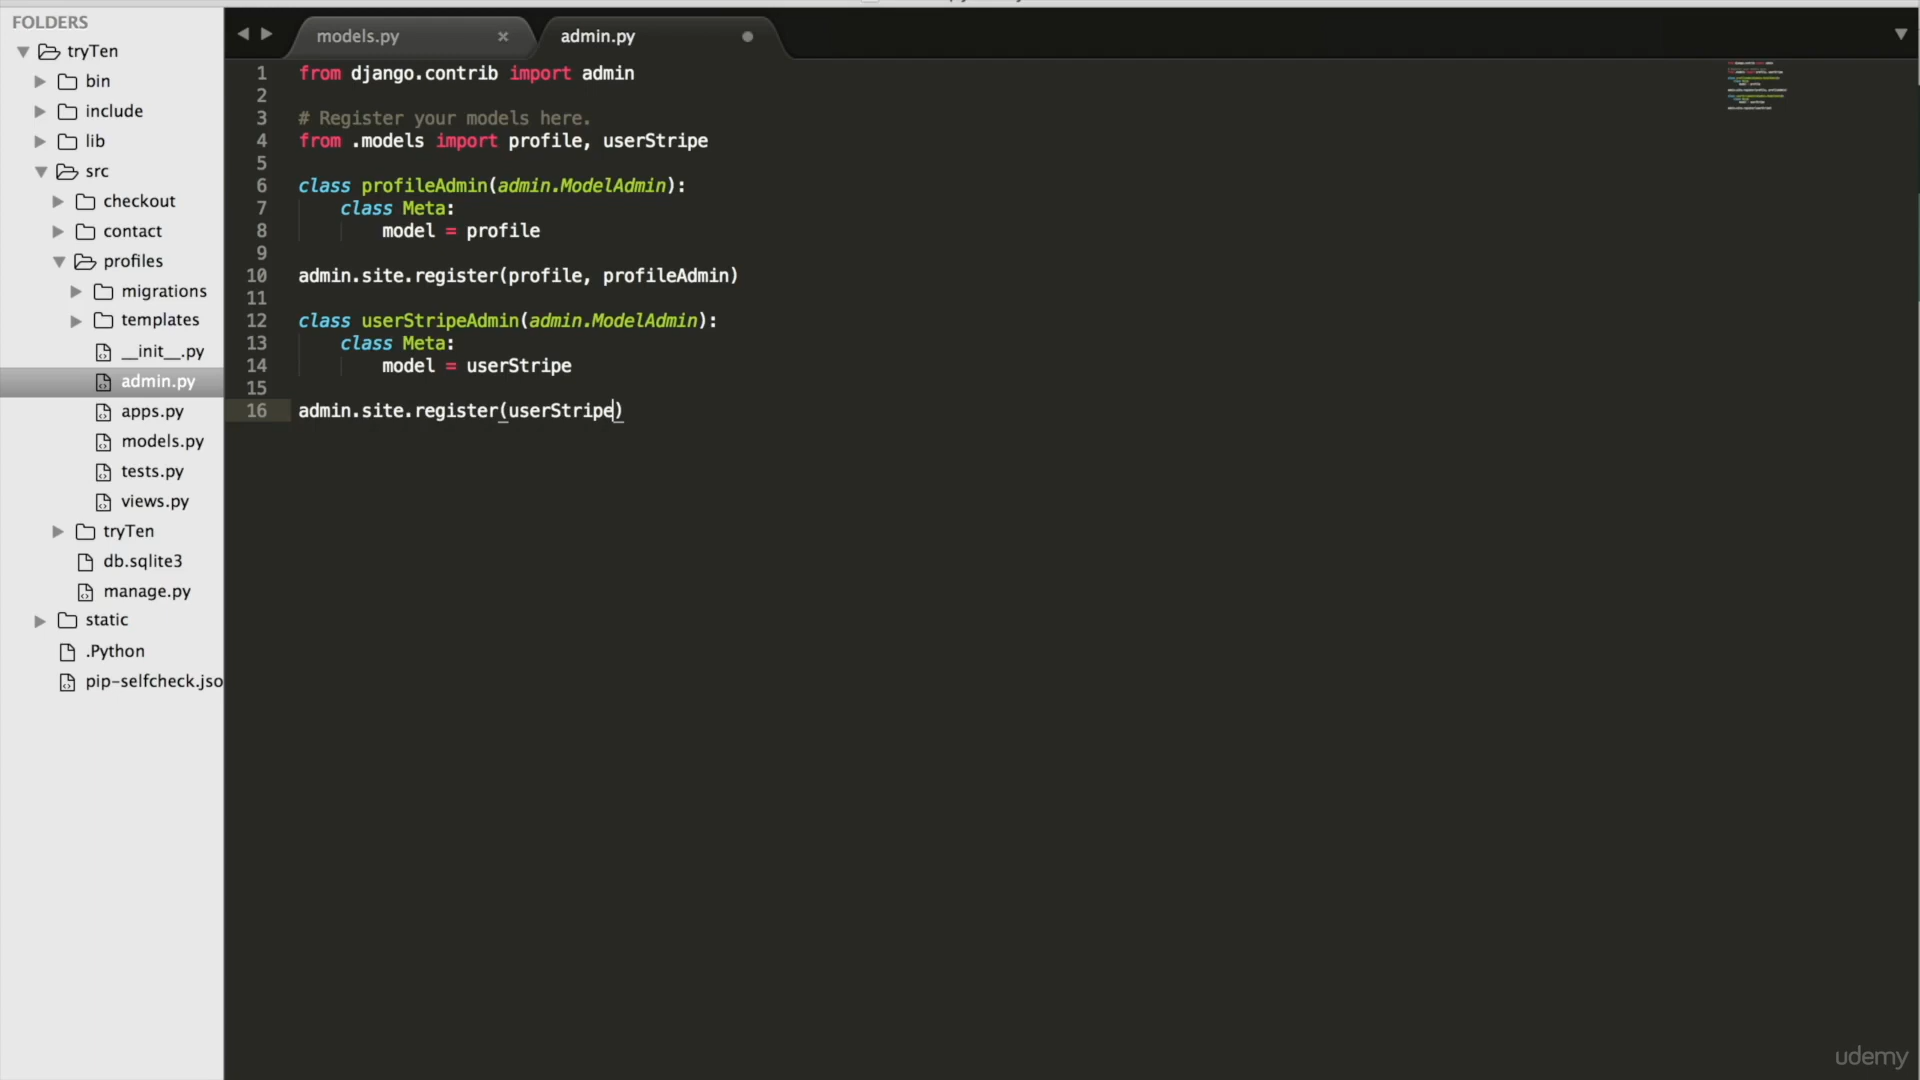 FOLDERS
tryTen
bin
include
lib
src
checkout
contact
profiles
migrations
templates
__init__.py
admin.py
apps.py
models.py
tests.py
views.py
tryTen
db.sqlite3
manage.py
static
.Python
pip-selfcheck.jso
models.py × admin.py
1 from django.contrib import admin
2
3 # Register your models here.
4 from .models import profile, userStripe
5
6 class profileAdmin(admin.ModelAdmin):
7 class Meta:
8 model = profile
9
10 admin.site.register(profile, profileAdmin)
11
12 class userStripeAdmin(admin.ModelAdmin):
13 class Meta:
14 model = userStripe
15
16 admin.site.register(userStripe)
udemy